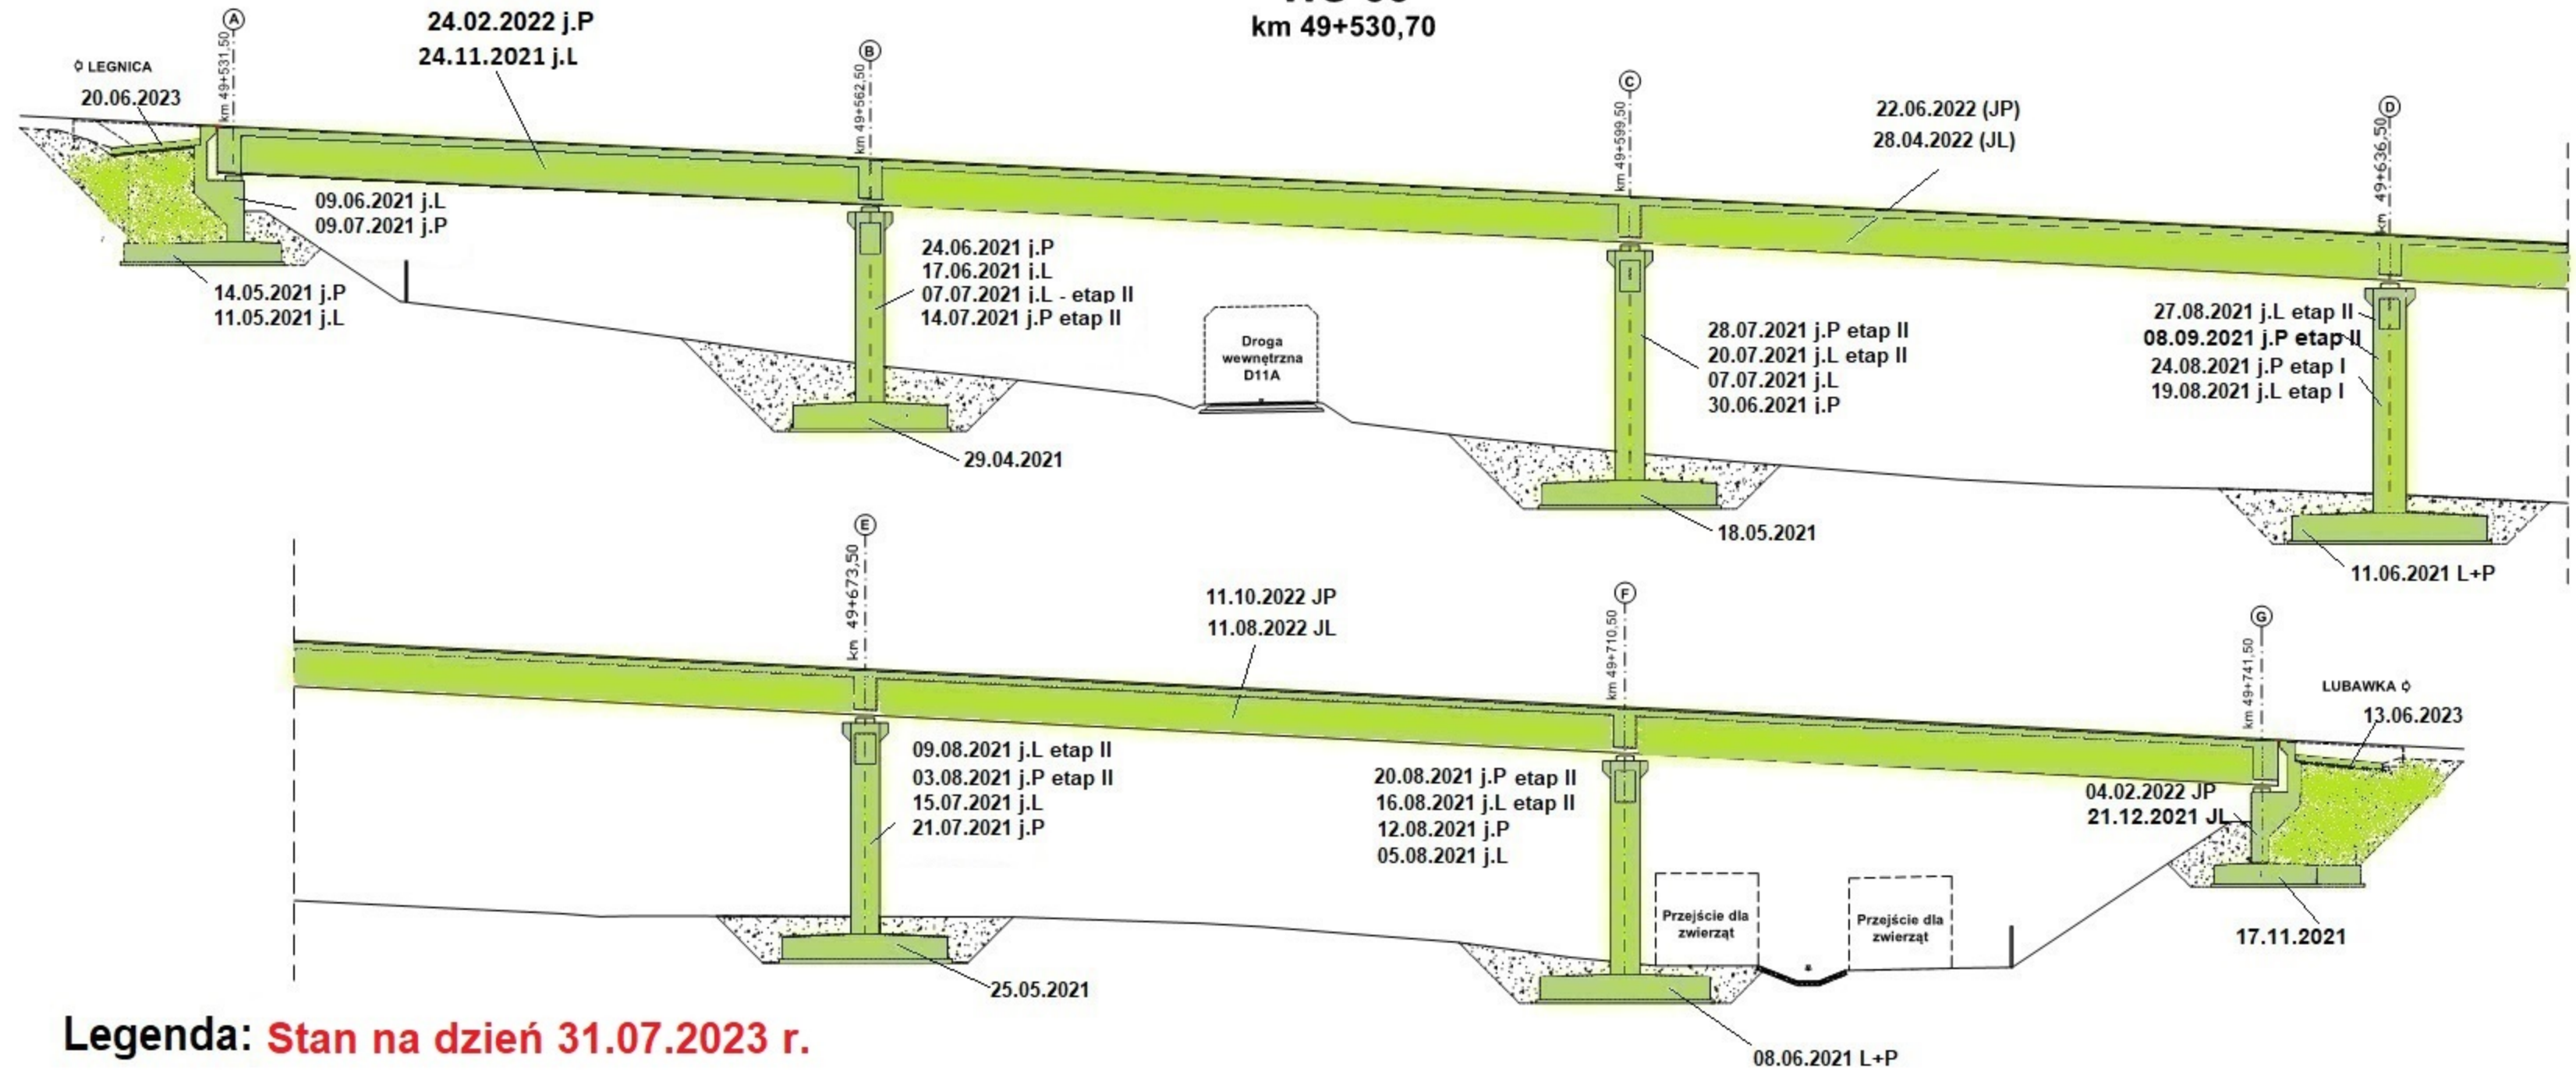 km 49+530,70
A
km 49+531,50
LEGNICA
20.06.2023
24.02.2022 j.P
24.11.2021 j.L
B
km 49+562,50
C
km 49+599,50
22.06.2022 (JP)
28.04.2022 (JL)
D
km 49+636,50
09.06.2021 j.L
09.07.2021 j.P
14.05.2021 j.P
11.05.2021 j.L
24.06.2021 j.P
17.06.2021 j.L
07.07.2021 j.L - etap II
14.07.2021 j.P etap II
29.04.2021
Droga
wewnętrzna
D11A
28.07.2021 j.P etap II
20.07.2021 j.L etap II
07.07.2021 j.L
30.06.2021 j.P
18.05.2021
27.08.2021 j.L etap II
08.09.2021 j.P etap II
24.08.2021 j.P etap I
19.08.2021 j.L etap I
11.06.2021 L+P
E
km 49+673,50
11.10.2022 JP
11.08.2022 JL
F
km 49+710,50
G
km 49+741,50
LUBAWKA
13.06.2023
09.08.2021 j.L etap II
03.08.2021 j.P etap II
15.07.2021 j.L
21.07.2021 j.P
25.05.2021
20.08.2021 j.P etap II
16.08.2021 j.L etap II
12.08.2021 j.P
05.08.2021 j.L
Przejście dla
zwierząt
Przejście dla
zwierząt
04.02.2022 JP
21.12.2021 JL
17.11.2021
08.06.2021 L+P
Legenda: Stan na dzień 31.07.2023 r.